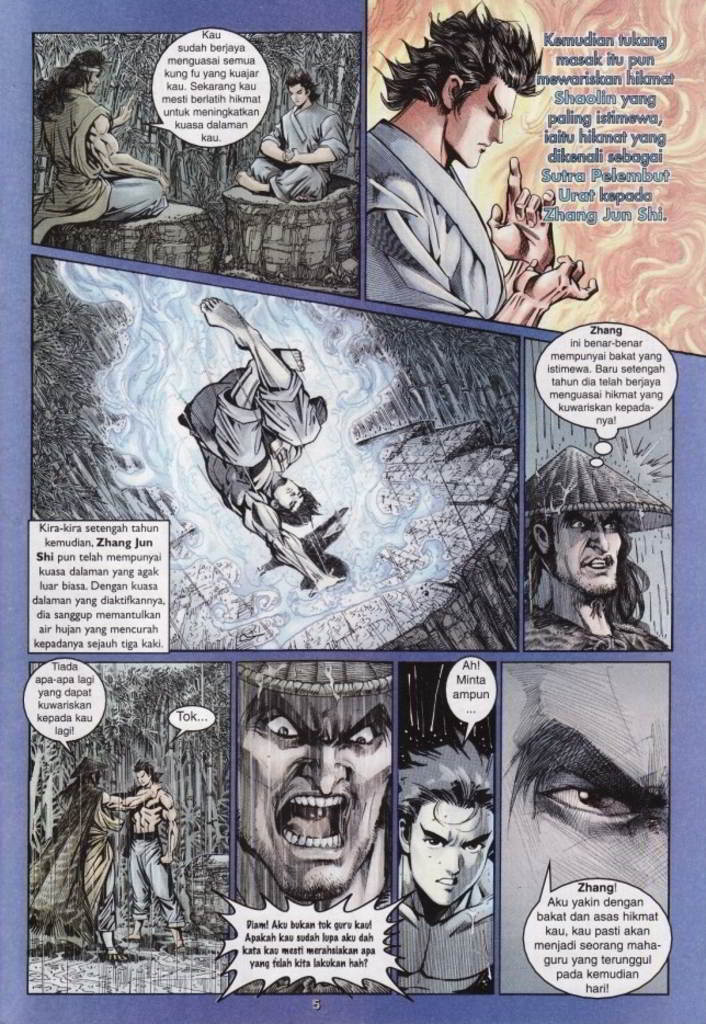 Kau
sudah berjaya
menguasai semua
kung fu yang kuajar
kau. Sekarang kau
mesti berlatih hikmat
untuk meningkatkan
kuasa dalaman
kau.
Kemudian tukang
masak itu pun
mewariskan hikmat
Shaolin yang
paling istimewa,
iaitu hikmat yang
dikenali sebagai
Sutra Pelembut
Urat kepada
Zhang Jun Shi.
Kira-kira setengah tahun
kemudian, Zhang Jun
Shi pun telah mempunyai
kuasa dalaman yang agak
luar biasa. Dengan kuasa
dalaman yang diaktifkannya,
dia sanggup memantulkan
air hujan yang mencurah
kepadanya sejauh tiga kaki.
Zhang
ini benar-benar
mempunyai bakat yang
istimewa. Baru setengah
tahun dia telah berjaya
menguasai hikmat yang
kuwariskan kepada-
nya!
Tiada
apa-apa lagi
yang dapat
kuwariskan
kepada kau
lagi!
Tok...
Diam! Aku bukan tok guru kau!
Apakah kau sudah lupa aku dah
kata kau mesti merahsiakan apa
yang telah kita lakukan hah?
Ah!
Minta
ampun
...
Zhang!
Aku yakin dengan
bakat dan asas hikmat
kau, kau pasti akan
menjadi seorang maha-
guru yang terunggul
pada kemudian
hari!
5